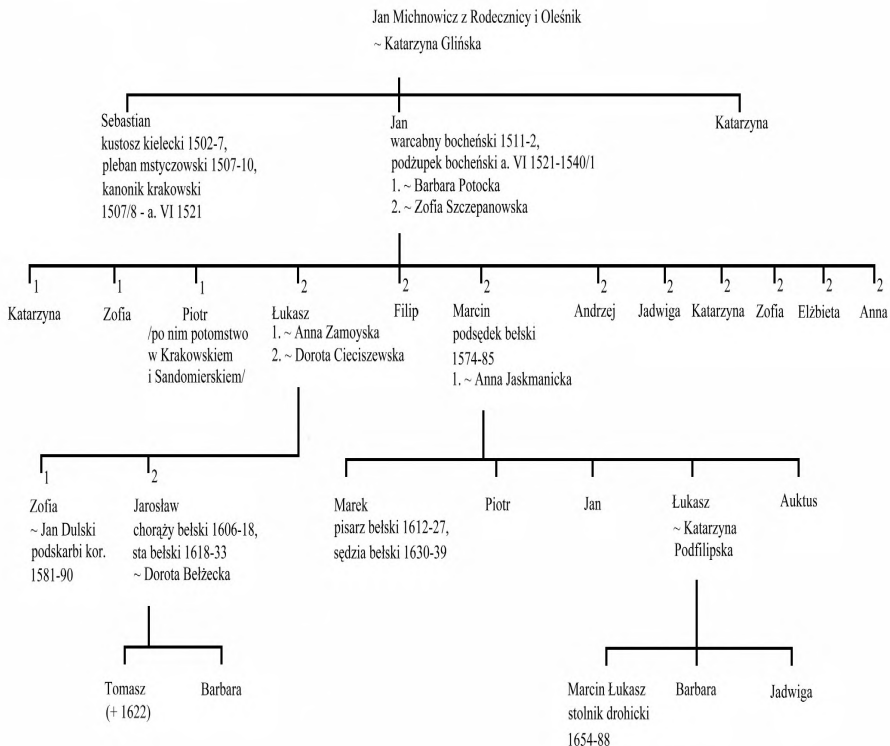 Jan Michnowicz z Rodecznicy i Oleśnik
~ Katarzyna Glińska
Sebastian
kustosz kielecki 1502-7,
pleban mstyczowski 1507-10,
kanonik krakowski
1507/8 - a. VI 1521
Jan
warcabny bocheński 1511-2,
podżupek bocheński a. VI 1521-1540/1
1. ~ Barbara Potocka
2. ~ Zofia Szczepanowska
Katarzyna
1
Katarzyna
1
Zofia
1
Piotr
/po nim potomstwo
w Krakowskiem
i Sandomierskiem/
2
Łukasz
1. ~ Anna Zamoyska
2. ~ Dorota Cieciszewska
2
Filip
2
Marcin
podsędek bełski
1574-85
1. ~ Anna Jaskmanicka
2
Andrzej
2
Jadwiga
2
Katarzyna
2
Zofia
2
Elżbieta
2
Anna
1
Zofia
~ Jan Dulski
podskarbi kor.
1581-90
2
Jarosław
chorąży bełski 1606-18,
sta bełski 1618-33
~ Dorota Bełżecka
Marek
pisarz bełski 1612-27,
sędzia bełski 1630-39
Piotr
Jan
Łukasz
~ Katarzyna
Podfilipska
Auktus
Tomasz
(+ 1622)
Barbara
Marcin Łukasz
stolnik drohicki
1654-88
Barbara
Jadwiga